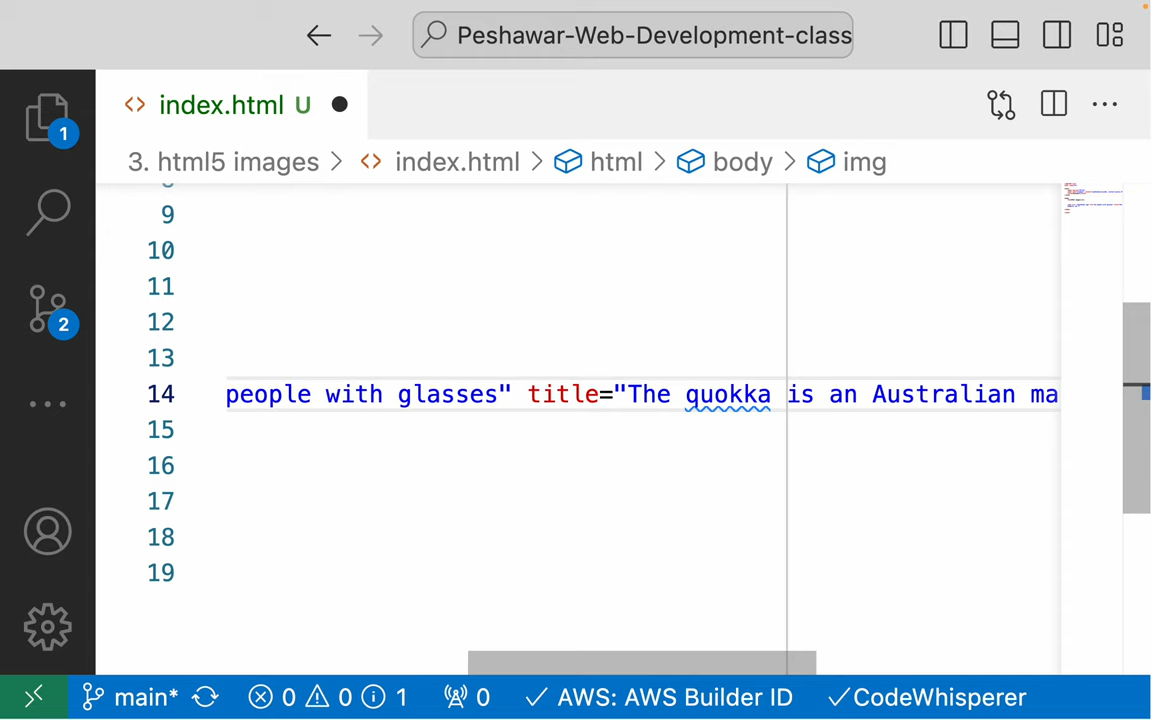 Peshawar-Web-Development-class
index.html U
3. html5 images > index.html > html > body > img
1
9
10
11
12
13
14 people with glasses" title="The quokka is an Australian ma
15
16
17
18
19
2
main* 0 0 1 0 AWS: AWS Builder ID CodeWhisperer